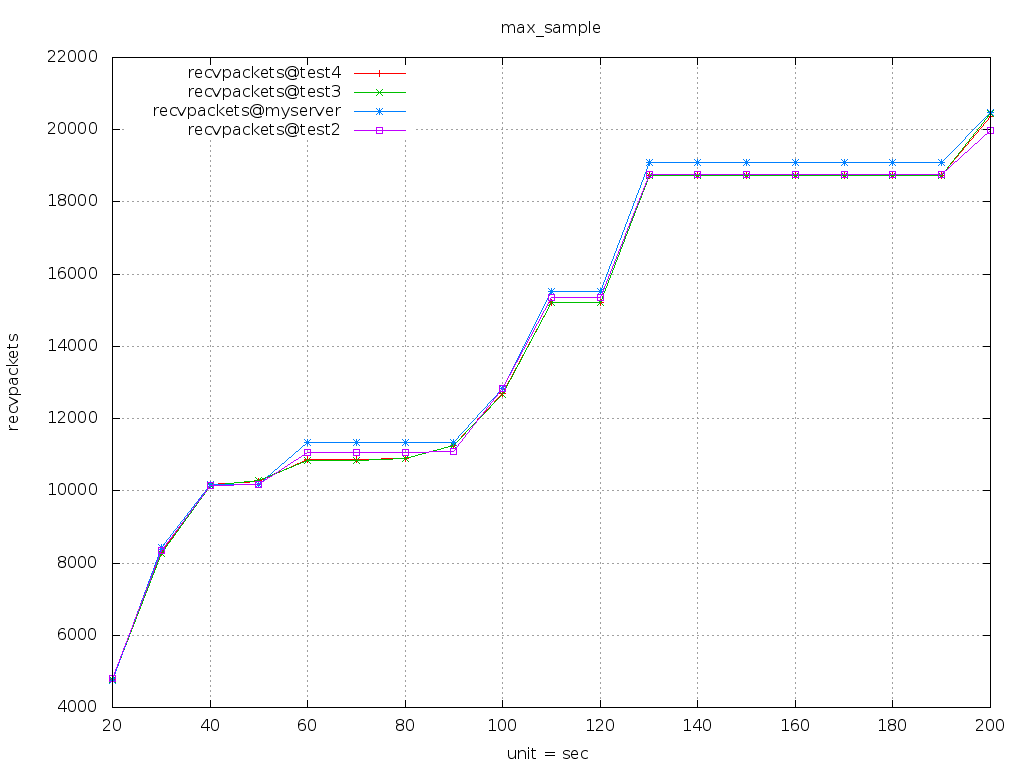 max_sample
22000
20000
18000
16000
14000
12000
10000
8000
6000
4000
recvpackets
recvpackets@test4
recvpackets@test3
recvpackets@myserver
recvpackets@test2
20 40 60 80 100 120 140 160 180 200
unit = sec